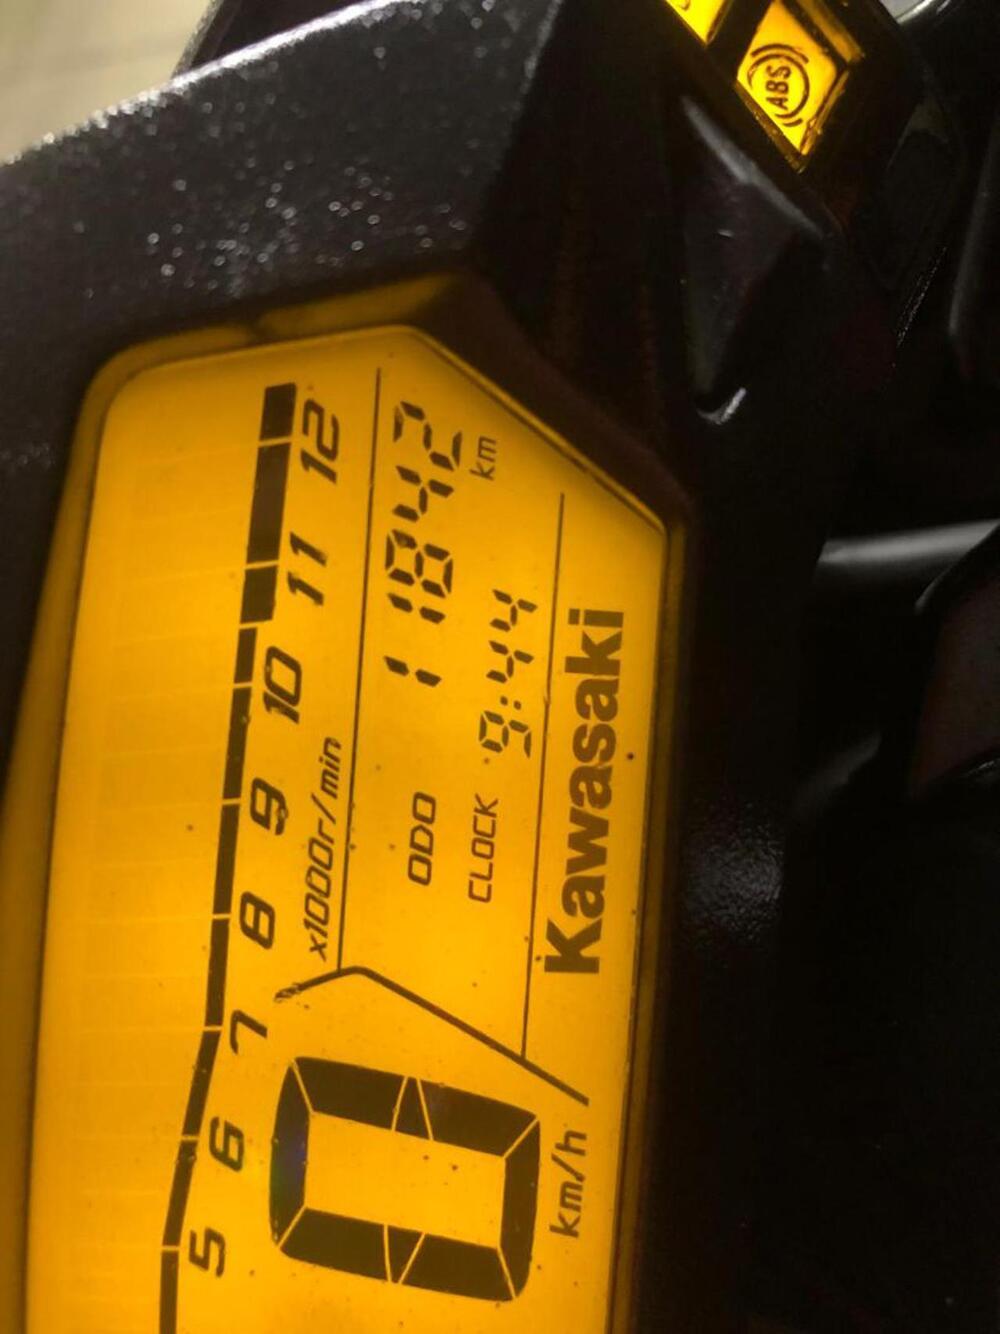 ABS
5 6 7 8 9 10 11 12
x1000r/min
ODO 11842 km
CLOCK 9:44
0 km/h
Kawasaki